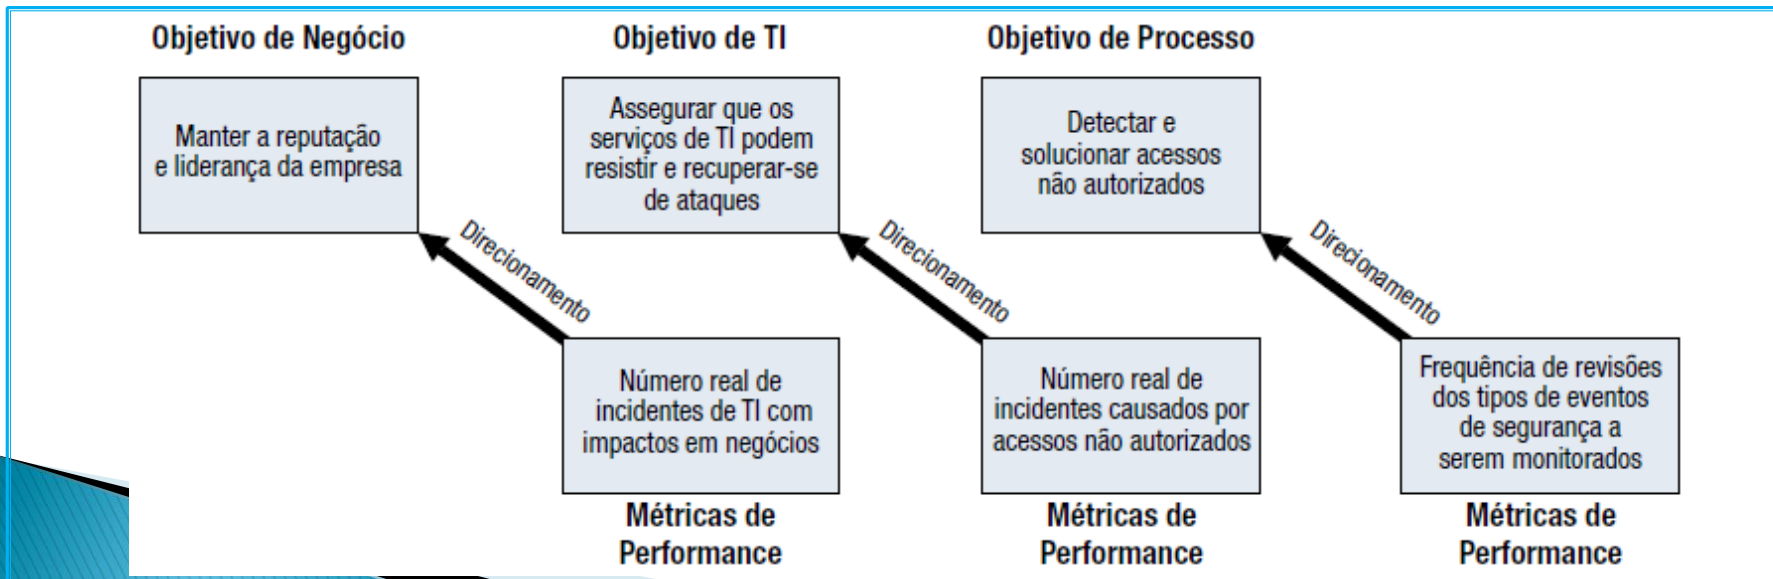 Objetivo de Negócio
Objetivo de TI
Objetivo de Processo
Manter a reputação
e liderança da empresa
Assegurar que os
serviços de TI podem
resistir e recuperar-se
de ataques
Detectar e
solucionar acessos
não autorizados
Direcionamento
Direcionamento
Direcionamento
Número real de
incidentes de TI com
impactos em negócios
Número real de
incidentes causados por
acessos não autorizados
Frequência de revisões
dos tipos de eventos
de segurança a
serem monitorados
Métricas de
Performance
Métricas de
Performance
Métricas de
Performance